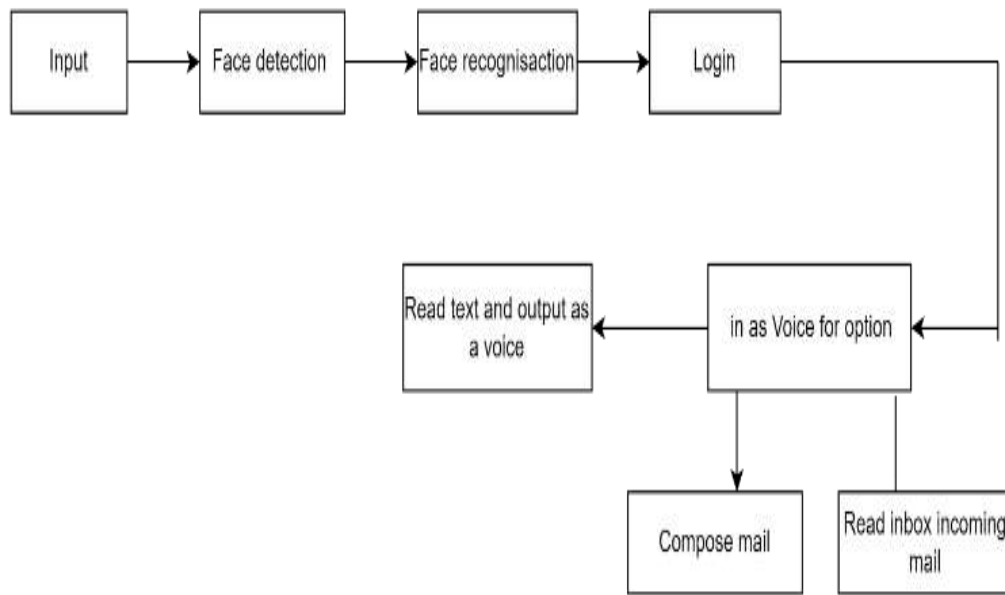 Input
Face detection
Face recognisaction
Login
Read text and output as
a voice
in as Voice for option
Compose mail
Read inbox incoming
mail